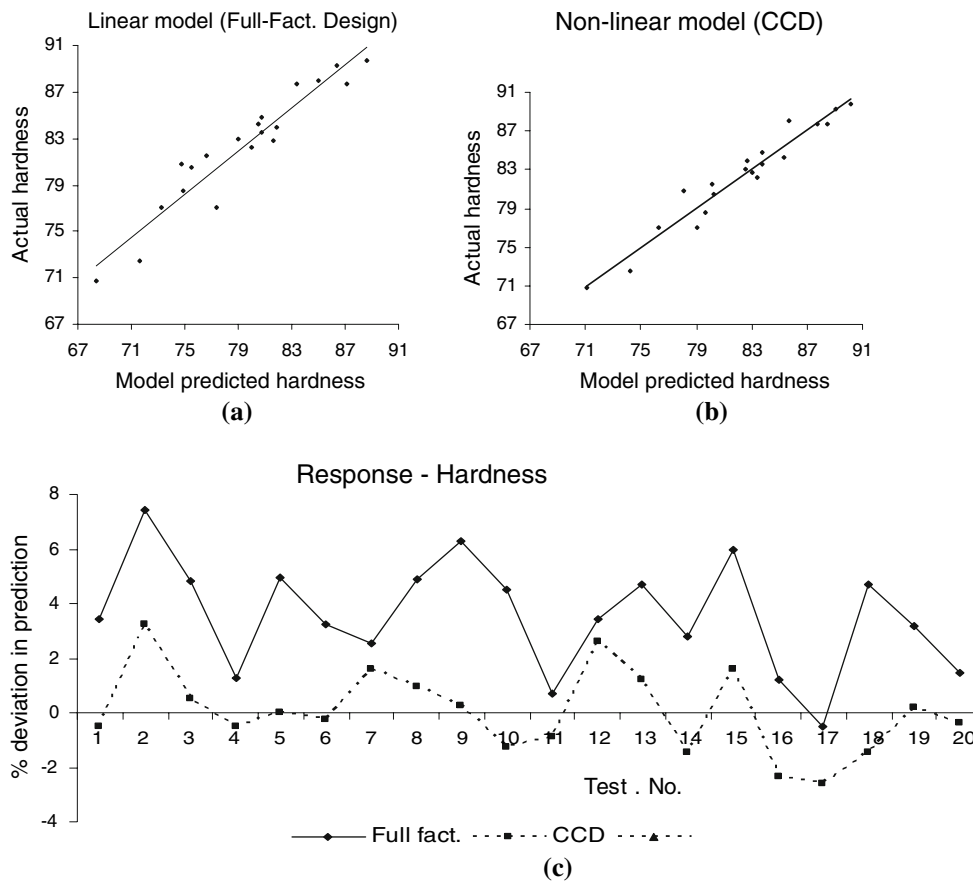 Linear model (Full-Fact. Design)
91
87
83
79
75
71
67
Actual hardness
67 71 75 79 83 87 91
Model predicted hardness
(a)
Non-linear model (CCD)
91
87
83
79
75
71
67
Actual hardness
67 71 75 79 83 87 91
Model predicted hardness
(b)
Response - Hardness
8
6
4
2
0
-2
-4
% deviation in prediction
1 2 3 4 5 6 7 8 9 10 11 12 13 14 15 16 17 18 19 20
Test . No.
Full fact. CCD
(c)